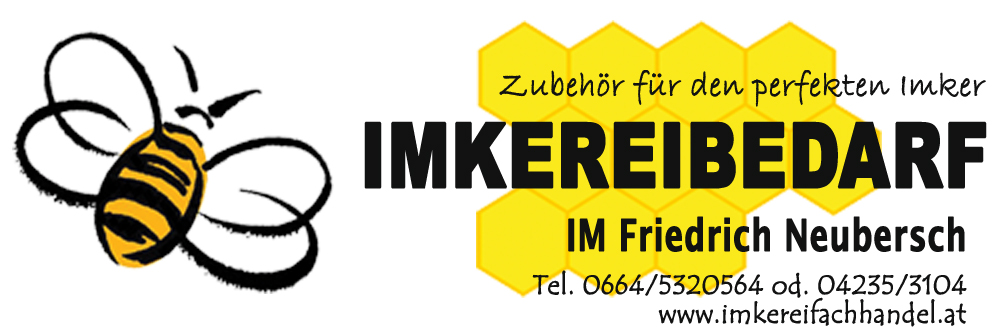 Zubehör für den perfekten Imker
IMKEREIBEDARF
IM Friedrich Neubersch
Tel. 0664/5320564 od. 04235/3104
www.imkereifachhandel.at